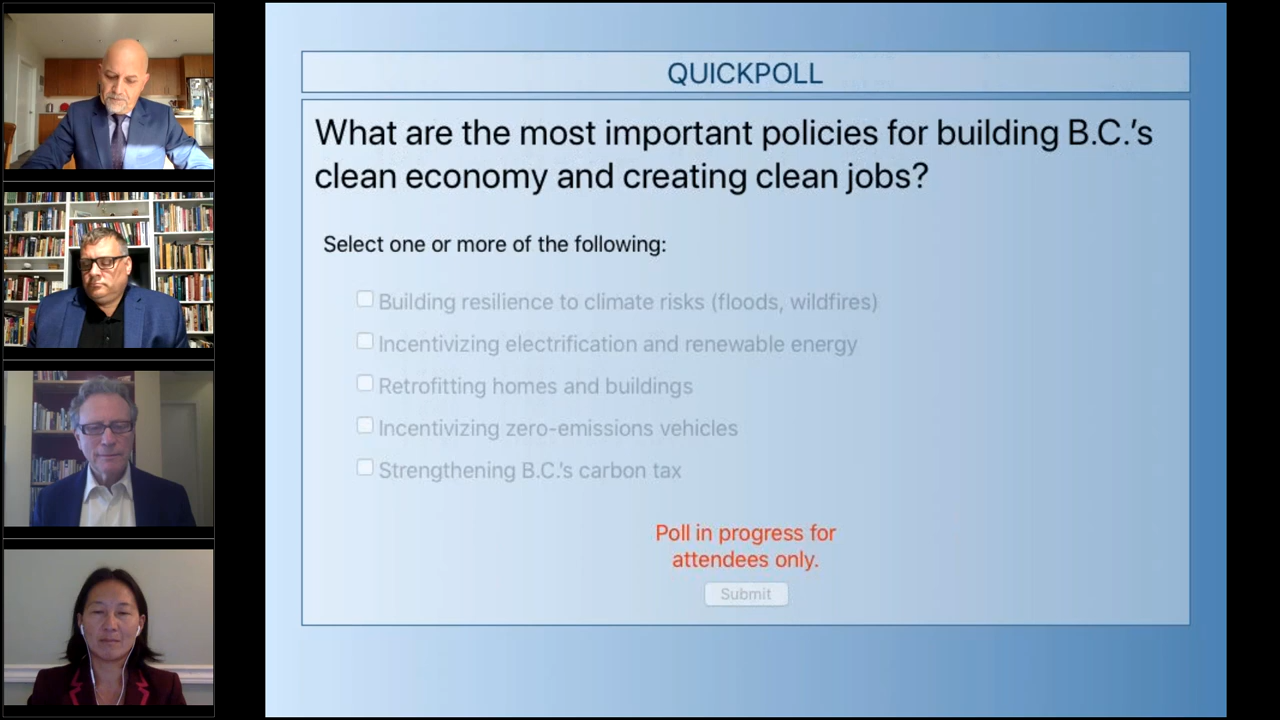 QUICKPOLL
What are the most important policies for building B.C.'s
clean economy and creating clean jobs?
Select one or more of the following:
Building resilience to climate risks (floods, wildfires)
Incentivizing electrification and renewable energy
Retrofitting homes and buildings
Incentivizing zero-emissions vehicles
Strengthening B.C.'s carbon tax
Poll in progress for
attendees only.
Submit